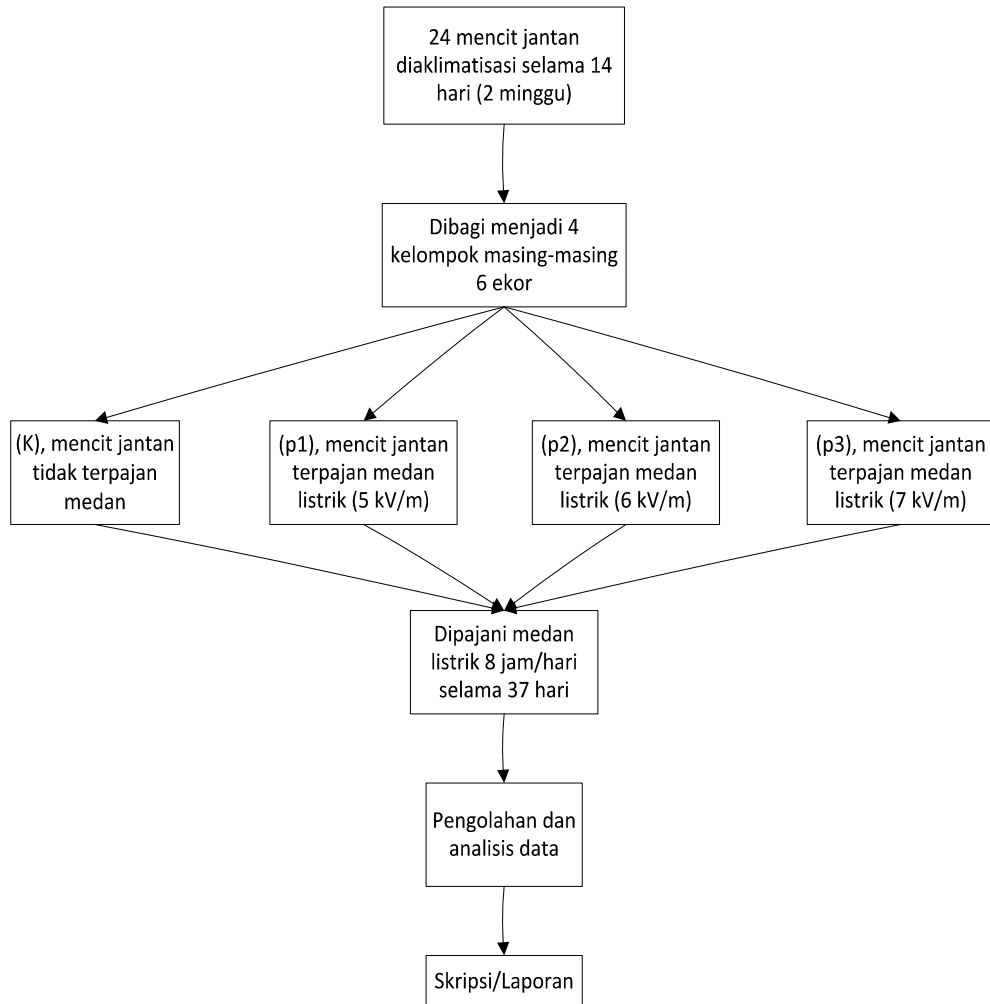 24 mencit jantan
diaklimatisasi selama 14
hari (2 minggu)
Dibagi menjadi 4
kelompok masing-masing
6 ekor
(K), mencit jantan
tidak terpajan
medan
(p1), mencit jantan
terpajan medan
listrik (5 kV/m)
(p2), mencit jantan
terpajan medan
listrik (6 kV/m)
(p3), mencit jantan
terpajan medan
listrik (7 kV/m)
Dipajani medan
listrik 8 jam/hari
selama 37 hari
Pengolahan dan
analisis data
Skripsi/Laporan